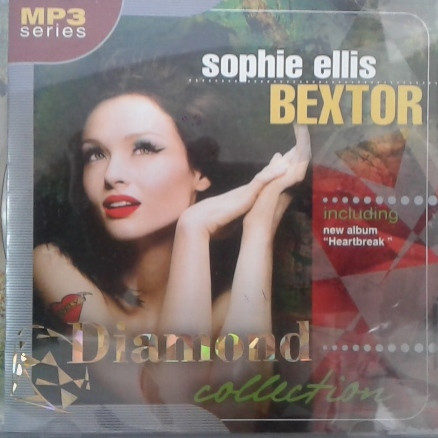 MP3
series
sophie ellis
BEXTOR
including
new album
"Heartbreak "
Diamond
collection